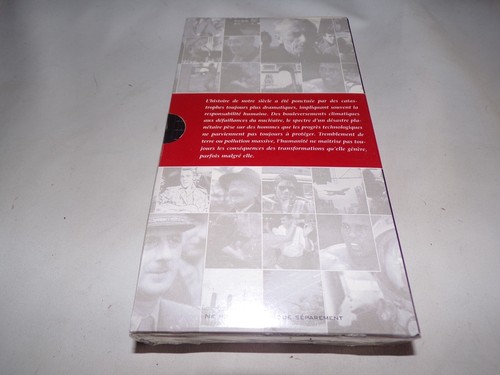 L'histoire de notre siècle a été ponctuée par des catas-
trophes toujours plus dramatiques, impliquant souvent la
responsabilité humaine. Des bouleversements climatiques
aux défaillances du nucléaire, le spectre d'un désastre pla-
nétaire pèse sur des hommes que les progrès technologiques
ne parviennent pas toujours à protéger. Tremblement de
terre ou pollution massive, l'humanité ne maîtrise pas tou-
jours les conséquences des transformations qu'elle génère,
parfois malgré elle.
NE SÉPARÉMENT